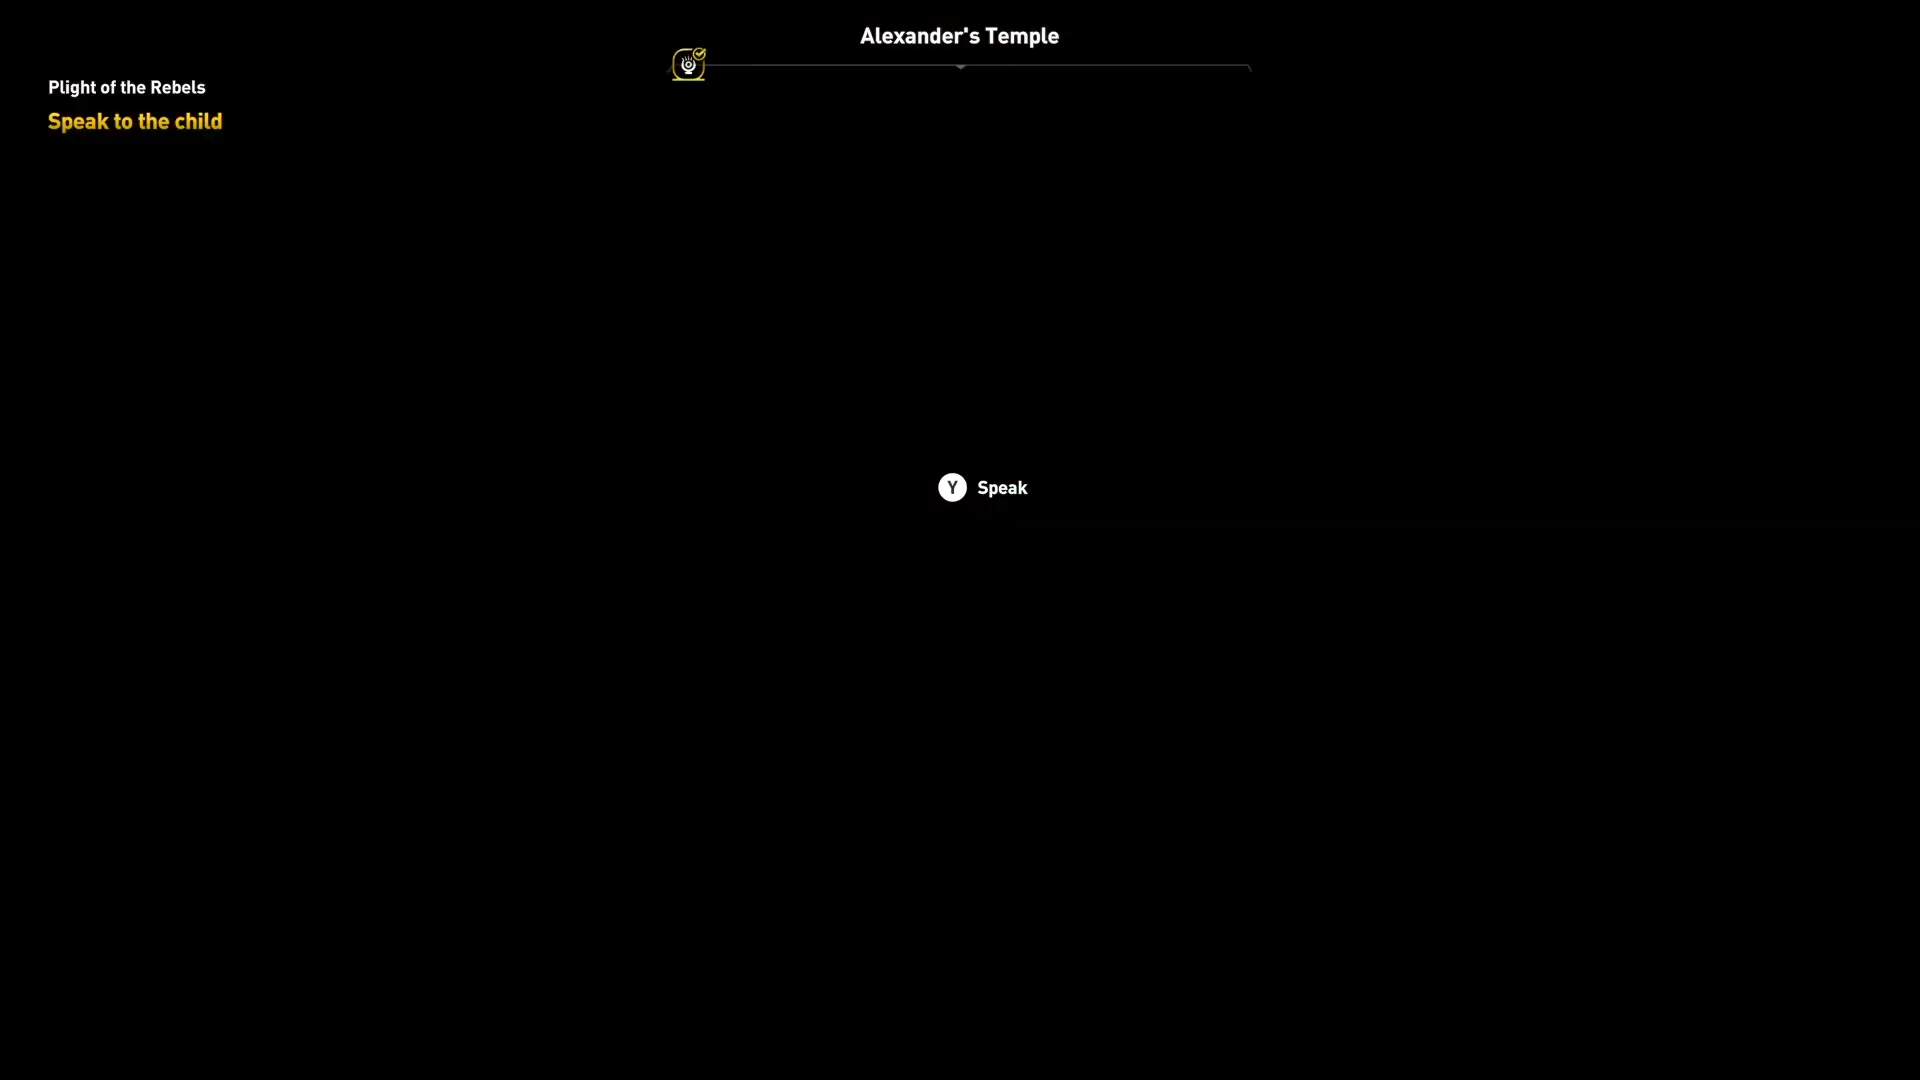 Alexander's Temple
Plight of the Rebels
Speak to the child
Y Speak